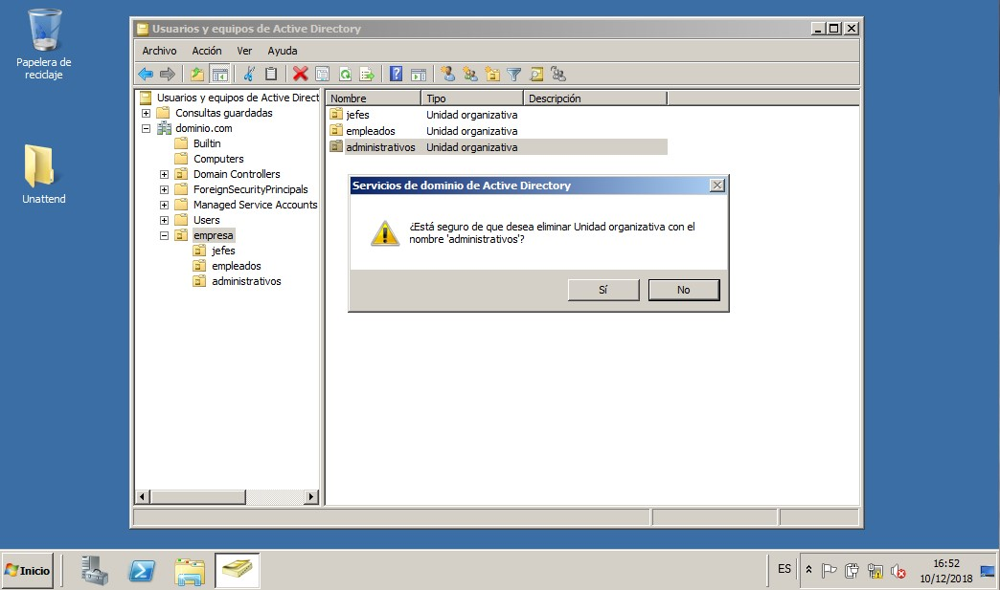 Papelera de
reciclaje
Unattend
Usuarios y equipos de Active Directory
Archivo Acción Ver Ayuda
Usuarios y equipos de Active Direct
Consultas guardadas
dominio.com
Builtin
Computers
Domain Controllers
ForeignSecurityPrincipals
Managed Service Accounts
Users
empresa
jefes
empleados
administrativos
Nombre Tipo Descripción
jefes Unidad organizativa
empleados Unidad organizativa
administrativos Unidad organizativa
Servicios de dominio de Active Directory
¿Está seguro de que desea eliminar Unidad organizativa con el
nombre 'administrativos'?
Sí No
Inicio
ES
16:52
10/12/2018